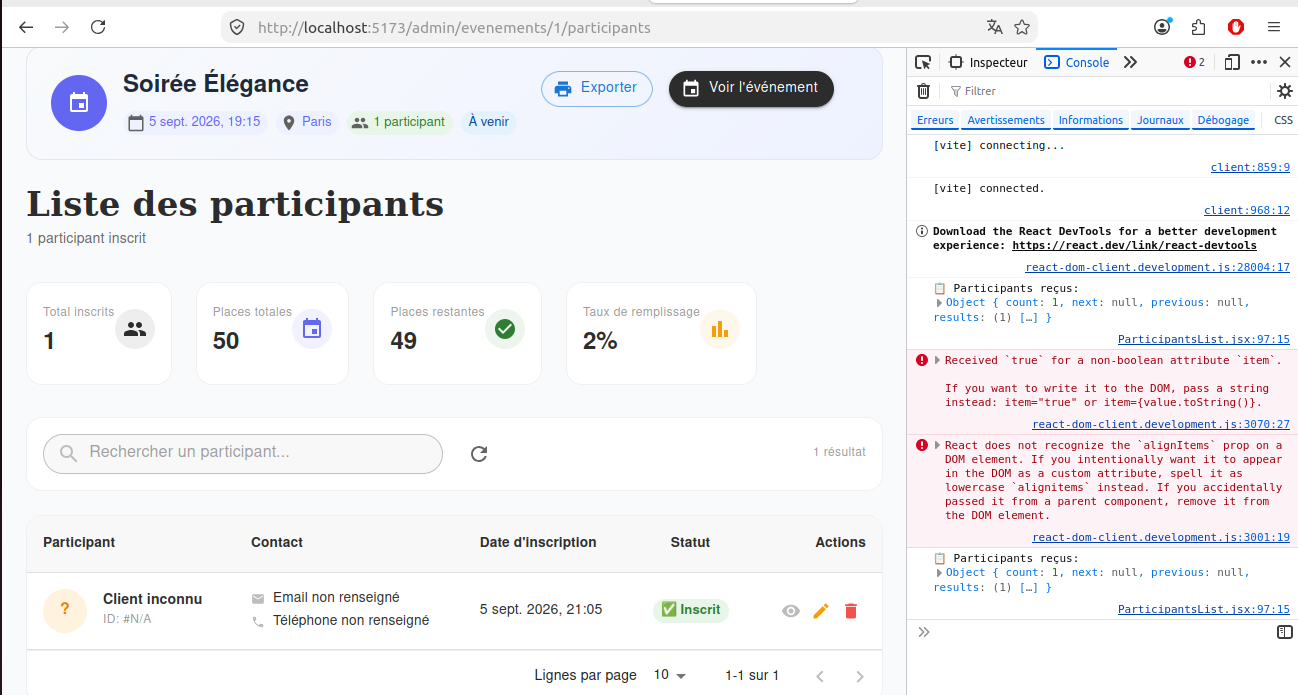 http://localhost:5173/admin/evenements/1/participants
Soirée Élégance
5 sept. 2026, 19:15
Paris
1 participant
À venir
Exporter
Voir l'événement
Liste des participants
1 participant inscrit
Total inscrits
1
Places totales
50
Places restantes
49
Taux de remplissage
2%
Rechercher un participant...
1 résultat
Participant Contact Date d'inscription Statut Actions
?
Client inconnu
ID: #N/A
Email non renseigné
Téléphone non renseigné
5 sept. 2026, 21:05
✅ Inscrit
Lignes par page 10 1-1 sur 1
Inspecteur Console 2
Filtrer
Erreurs Avertissements Informations Journaux Débogage CSS
[vite] connecting...
client:859:9
[vite] connected.
client:968:12
Download the React DevTools for a better development
experience: https://react.dev/link/react-devtools
react-dom-client.development.js:28004:17
📋 Participants reçus:
Object { count: 1, next: null, previous: null,
results: (1) […] }
ParticipantsList.jsx:97:15
Received `true` for a non-boolean attribute `item`.
If you want to write it to the DOM, pass a string
instead: item="true" or item={value.toString()}.
react-dom-client.development.js:3070:27
React does not recognize the `alignItems` prop on a
DOM element. If you intentionally want it to appear
in the DOM as a custom attribute, spell it as
lowercase `alignitems` instead. If you accidentally
passed it from a parent component, remove it from
the DOM element.
react-dom-client.development.js:3001:19
📋 Participants reçus:
Object { count: 1, next: null, previous: null,
results: (1) […] }
ParticipantsList.jsx:97:15